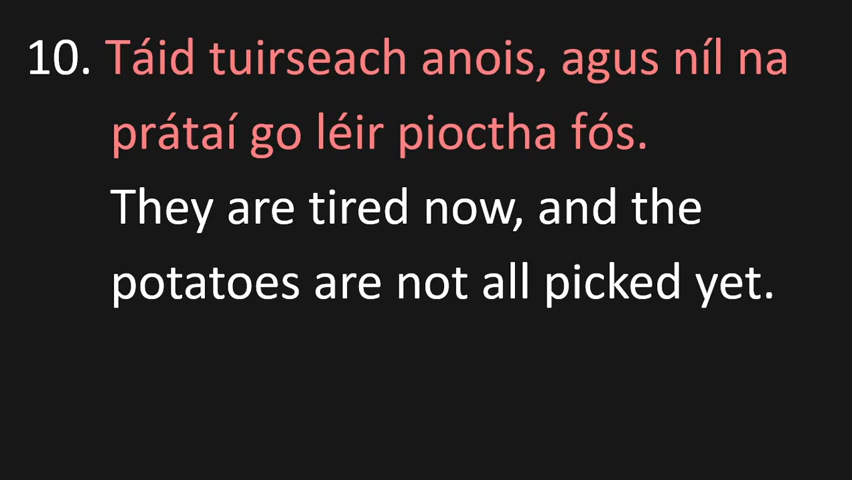 10. Táid tuirseach anois, agus níl na
prátaí go léir pioctha fós.
They are tired now, and the
potatoes are not all picked yet.